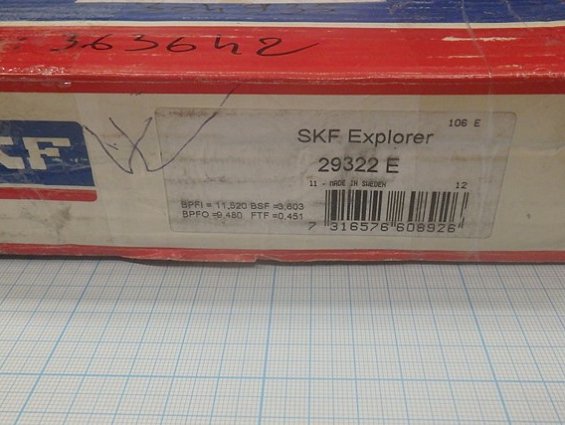 363642
KF
106 E
SKF Explorer
29322 E
11 - MADE IN SWEDEN 12
BPFI = 11,520 BSF =3,603
BPFO =9,480 FTF =0,451
7 316576 608926